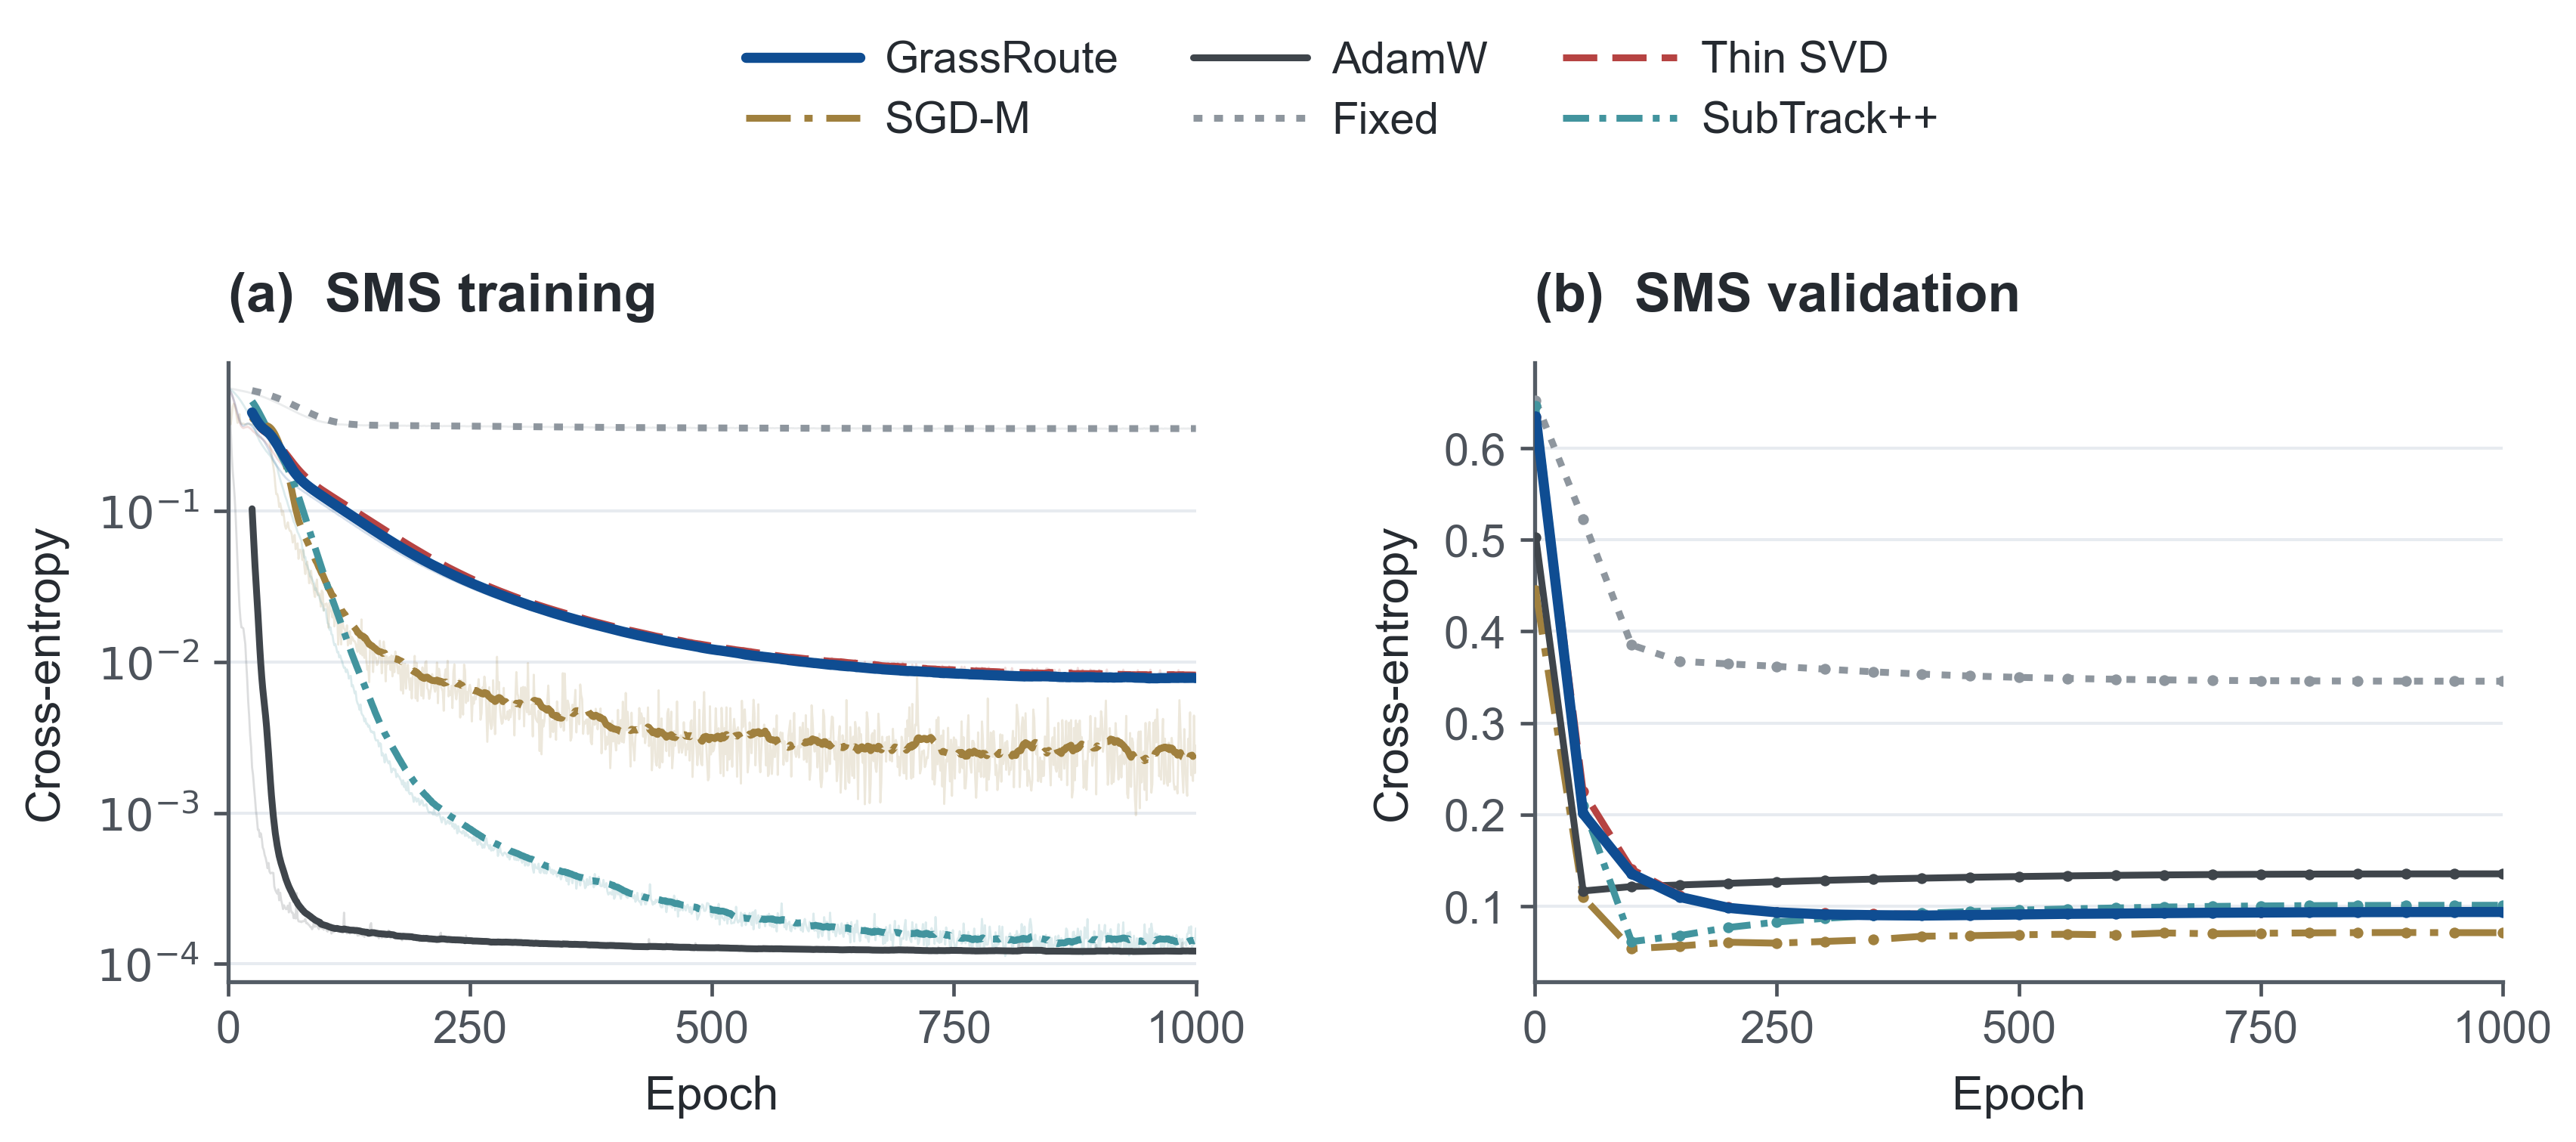 GrassRoute AdamW Thin SVD
SGD-M Fixed SubTrack++
(a) SMS training
Cross-entropy
10⁻¹
10⁻²
10⁻³
10⁻⁴
0 250 500 750 1000
Epoch
(b) SMS validation
Cross-entropy
0.6
0.5
0.4
0.3
0.2
0.1
0 250 500 750 1000
Epoch